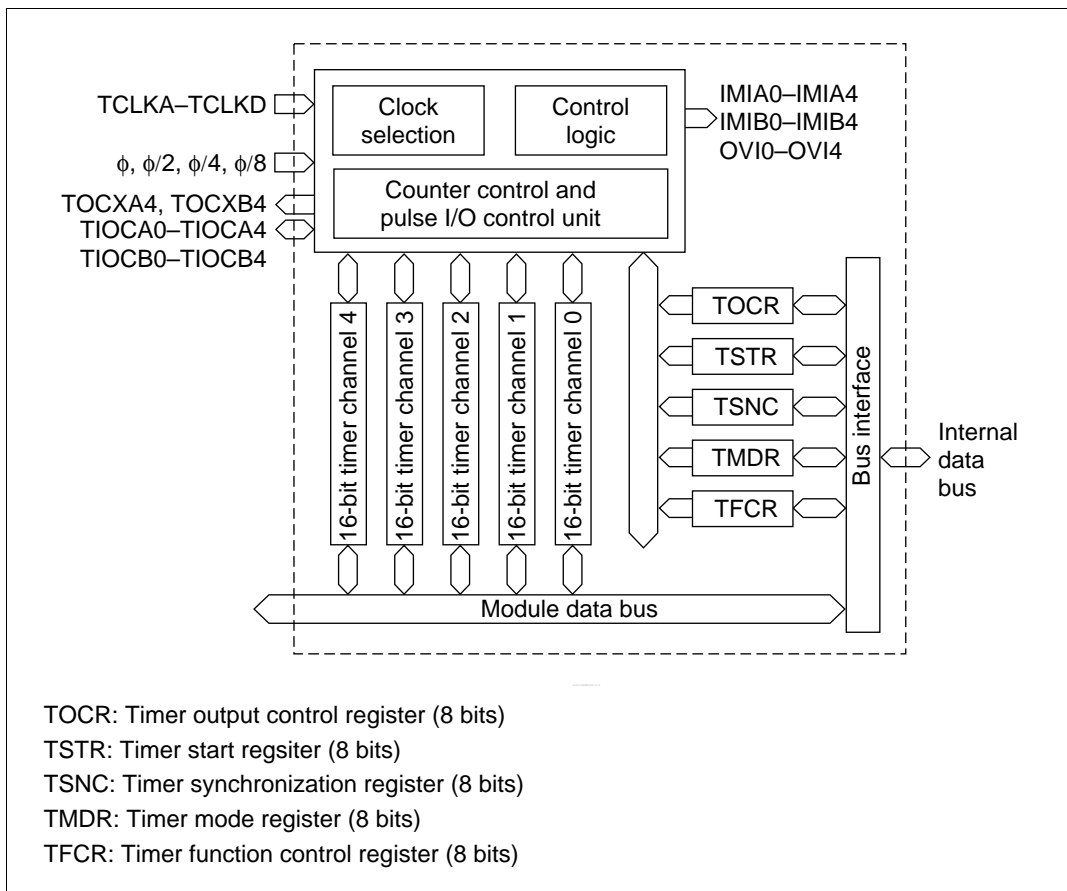 TCLKA–TCLKD
ϕ, ϕ/2, ϕ/4, ϕ/8
TOCXA4, TOCXB4
TIOCA0–TIOCA4
TIOCB0–TIOCB4
Clock
selection
Control
logic
Counter control and
pulse I/O control unit
IMIA0–IMIA4
IMIB0–IMIB4
OVI0–OVI4
16-bit timer channel 4
16-bit timer channel 3
16-bit timer channel 2
16-bit timer channel 1
16-bit timer channel 0
TOCR
TSTR
TSNC
TMDR
TFCR
Bus interface
Internal
data
bus
Module data bus
TOCR: Timer output control register (8 bits)
TSTR: Timer start regsiter (8 bits)
TSNC: Timer synchronization register (8 bits)
TMDR: Timer mode register (8 bits)
TFCR: Timer function control register (8 bits)